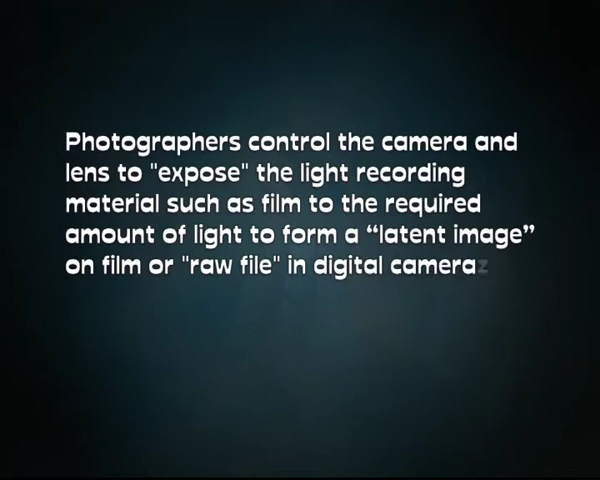 Photographers control the camera and
lens to "expose" the light recording
material such as film to the required
amount of light to form a “latent image”
on film or "raw file" in digital cameraz